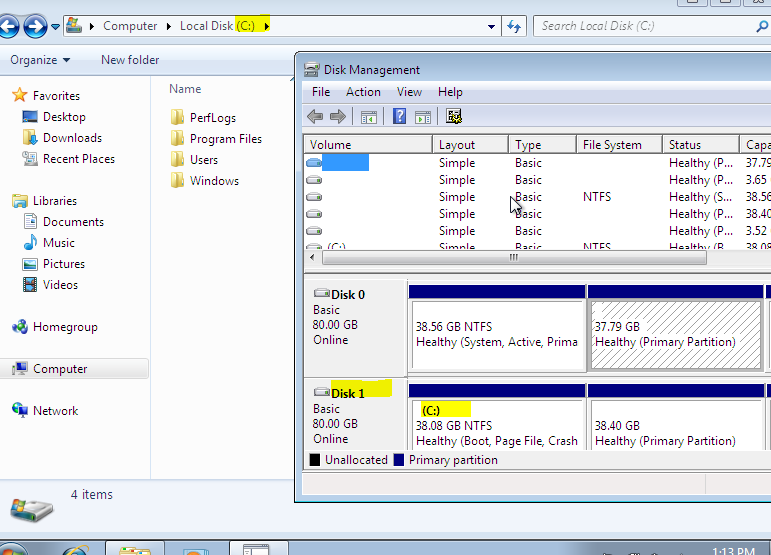 Computer Local Disk (C:)
Search Local Disk (C:)
Organize
New folder
Favorites
Desktop
Downloads
Recent Places
Libraries
Documents
Music
Pictures
Videos
Homegroup
Computer
Network
Name
PerfLogs
Program Files
Users
Windows
4 items
Disk Management
File Action View Help
Volume Layout Type File System Status Capa
Simple Basic Healthy (P... 37.79
Simple Basic Healthy (P... 3.65
Simple Basic NTFS Healthy (S... 38.56
Simple Basic Healthy (P... 38.40
Simple Basic Healthy (P... 3.52
(C:) Simple Basic NTFS Healthy (B... 38.08
Disk 0
Basic
80.00 GB
Online
38.56 GB NTFS
Healthy (System, Active, Prima
37.79 GB
Healthy (Primary Partition)
Disk 1
Basic
80.00 GB
Online
(C:)
38.08 GB NTFS
Healthy (Boot, Page File, Crash
38.40 GB
Healthy (Primary Partition)
Unallocated Primary partition
1:13 PM